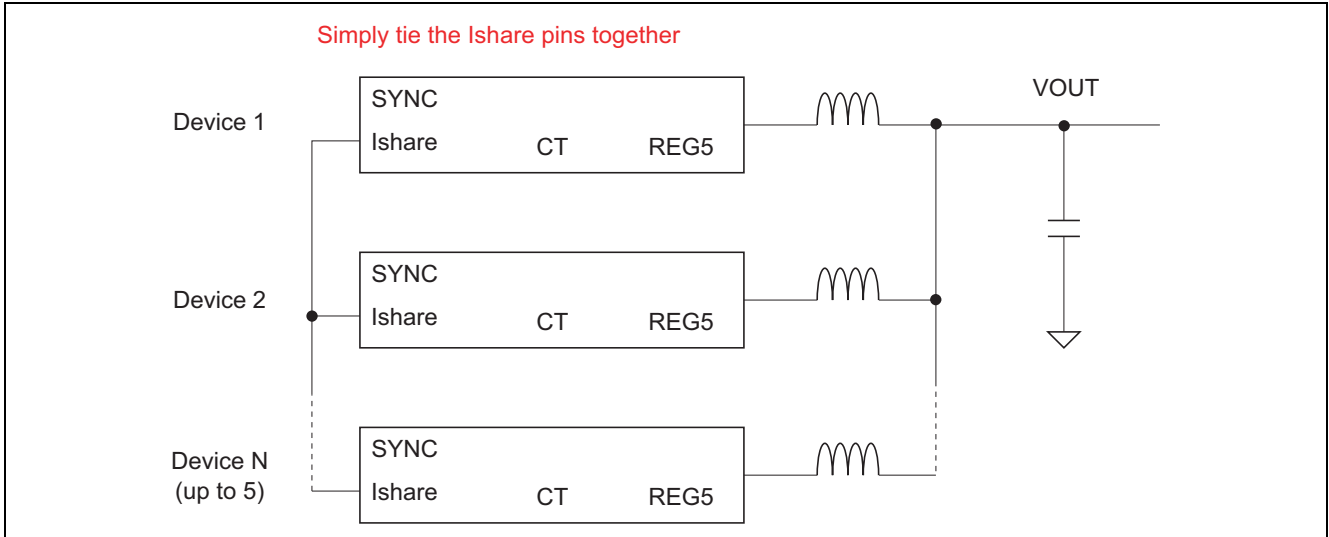 Simply tie the Ishare pins together
VOUT
Device 1
SYNC
Ishare
CT
REG5
Device 2
SYNC
Ishare
CT
REG5
Device N
(up to 5)
SYNC
Ishare
CT
REG5